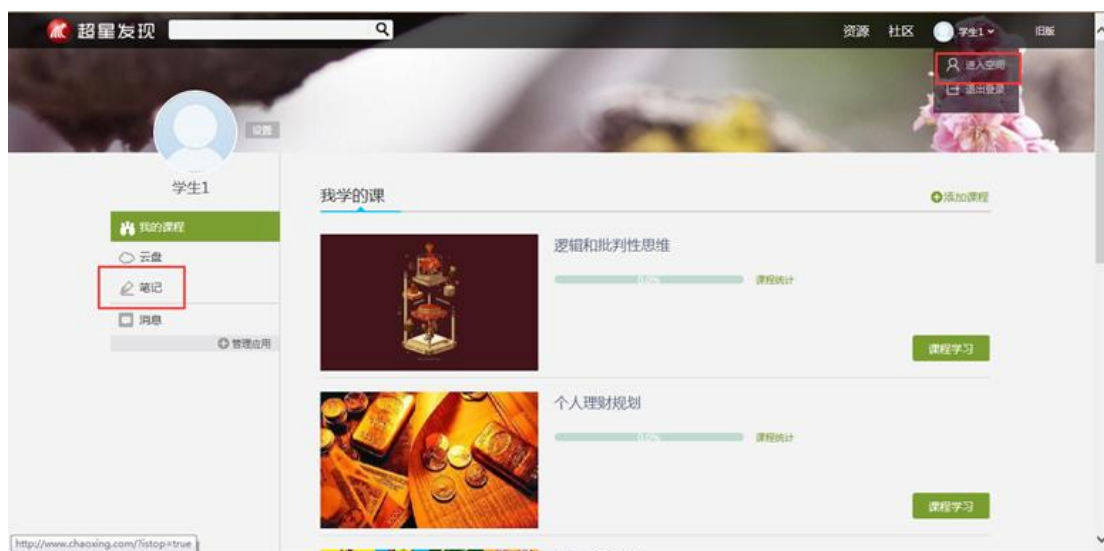 超星发现
资源 社区 学生1 旧版
进入空间
退出登录
设置
学生1
我的课程
云盘
笔记
消息
管理应用
我学的课
添加课程
逻辑和批判性思维
0.0% 课程统计
课程学习
个人理财规划
0.0% 课程统计
课程学习
http://www.chaoxing.com/?istop=true